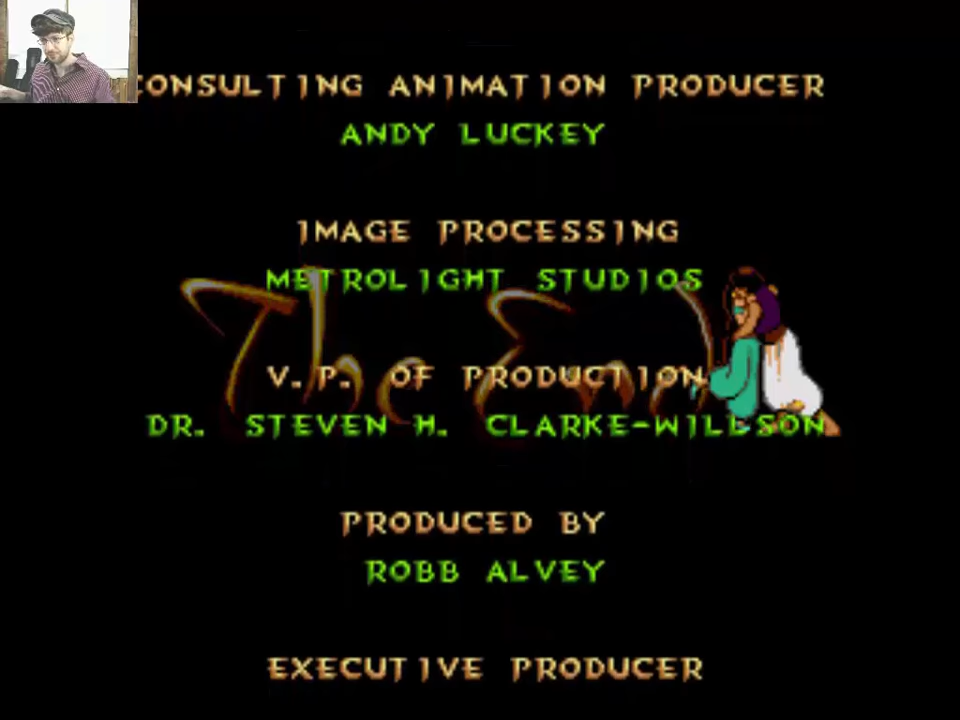 CONSULTING ANIMATION PRODUCER
ANDY LUCKEY
IMAGE PROCESSING
METROLIGHT STUDIOS
The End
V.P. OF PRODUCTION
DR. STEVEN H. CLARKE-WILLSON
PRODUCED BY
ROBB ALVEY
EXECUTIVE PRODUCER